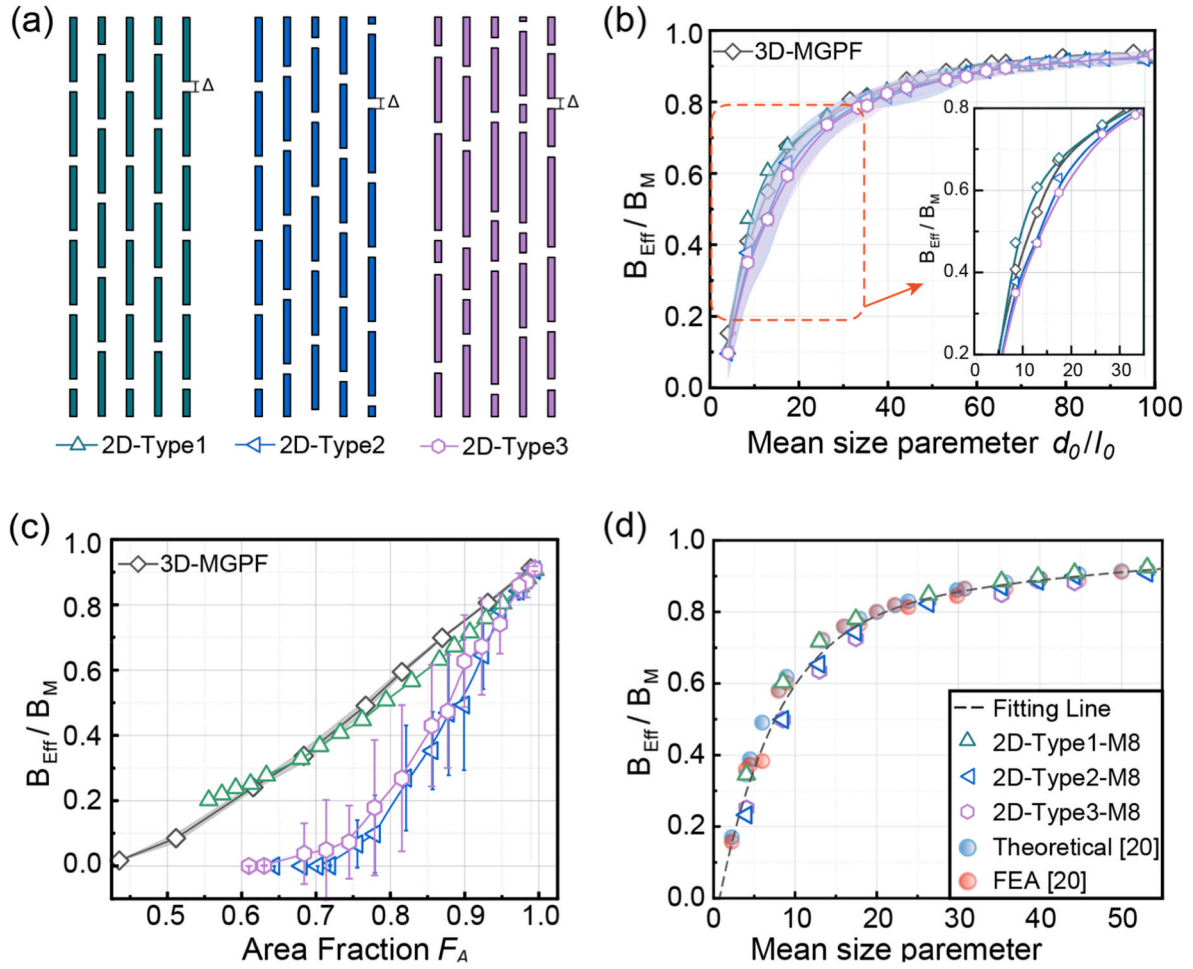 (a)
Δ
Δ
Δ
2D-Type1
2D-Type2
2D-Type3
(b)
3D-MGPF
B_Eff / B_M
1.0
0.8
0.6
0.4
0.2
0.0
0 20 40 60 80 100
Mean size paremeter d_0/l_0
B_Eff / B_M
0.8
0.6
0.4
0.2
0 10 20 30
(c)
3D-MGPF
B_Eff / B_M
1.0
0.8
0.6
0.4
0.2
0.0
0.5 0.6 0.7 0.8 0.9 1.0
Area Fraction F_A
(d)
B_Eff / B_M
1.0
0.8
0.6
0.4
0.2
0.0
0 10 20 30 40 50
Mean size paremeter
Fitting Line
2D-Type1-M8
2D-Type2-M8
2D-Type3-M8
Theoretical [20]
FEA [20]